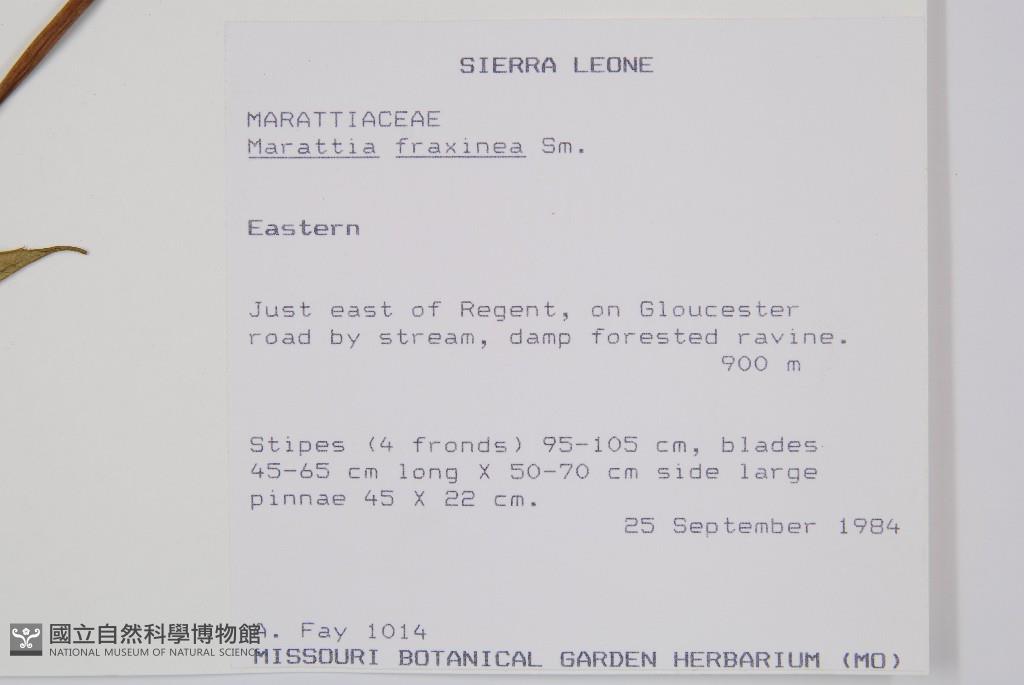 SIERRA LEONE
MARATTIACEAE
Marattia fraxinea Sm.
Eastern
Just east of Regent, on Gloucester
road by stream, damp forested ravine.
900 m
Stipes (4 fronds) 95-105 cm, blades
45-65 cm long X 50-70 cm side large
pinnae 45 X 22 cm.
25 September 1984
A. Fay 1014
MISSOURI BOTANICAL GARDEN HERBARIUM (MO)
國立自然科學博物館
NATIONAL MUSEUM OF NATURAL SCIENCE